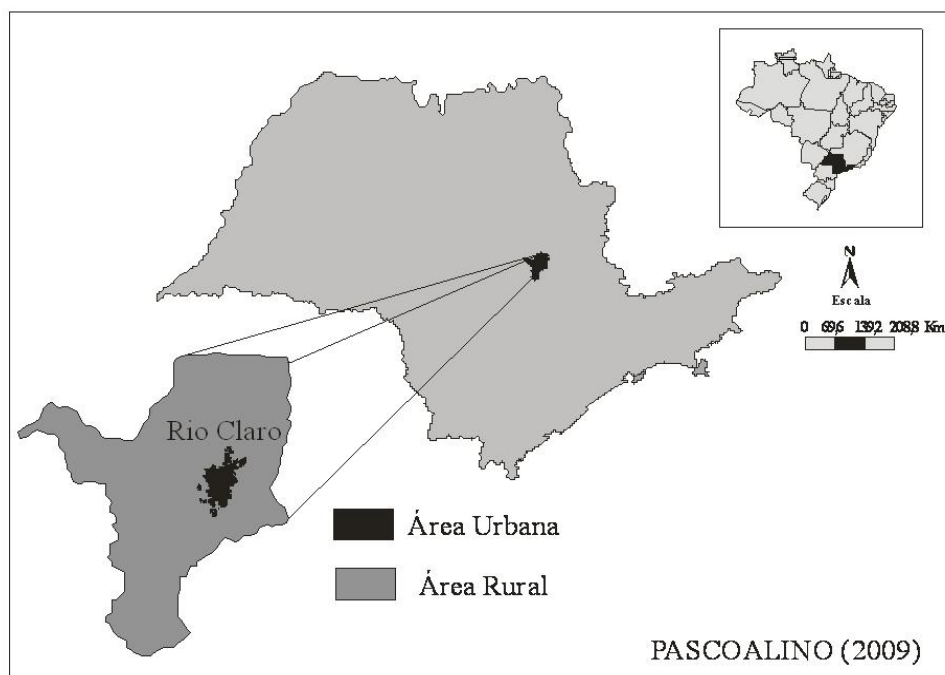 N
Escala
0 69,6 139,2 208,8 Km
Rio Claro
Área Urbana
Área Rural
PASCOALINO (2009)